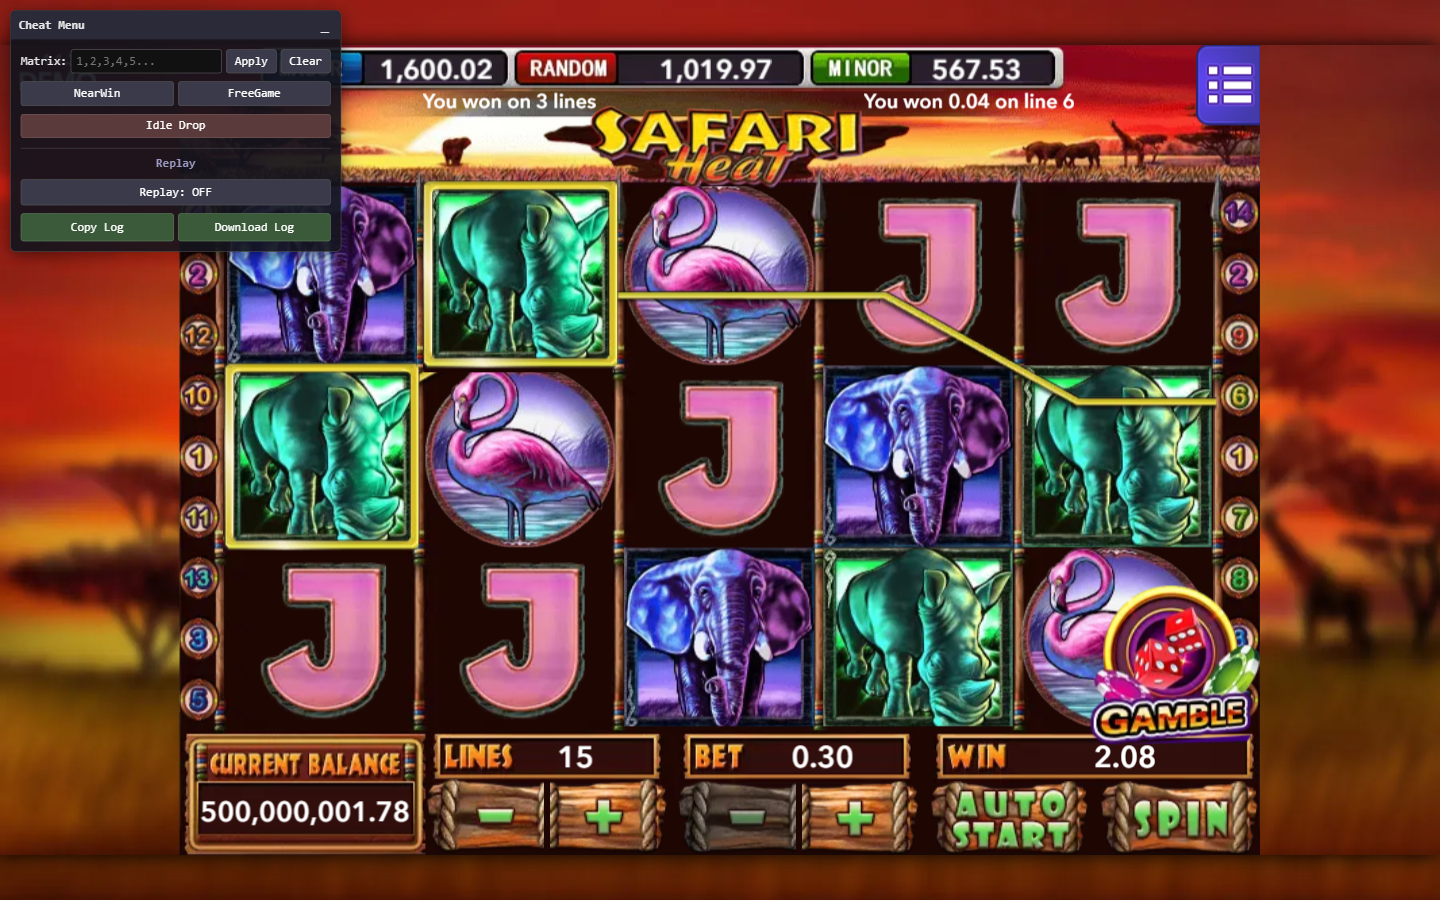 Cheat Menu
_
Matrix: 1,2,3,4,5... Apply Clear
NearWin FreeGame
Idle Drop
Replay
Replay: OFF
Copy Log Download Log
1,600.02 RANDOM 1,019.97 MINOR 567.53
You won on 3 lines You won 0.04 on line 6
SAFARI
Heat
14
2 2
12 9
10 6
1 1
11 7
13 8
3
5
J J
J
J J
GAMBLE
CURRENT BALANCE
500,000,001.78
LINES 15 BET 0.30 WIN 2.08
- + - + AUTO START SPIN